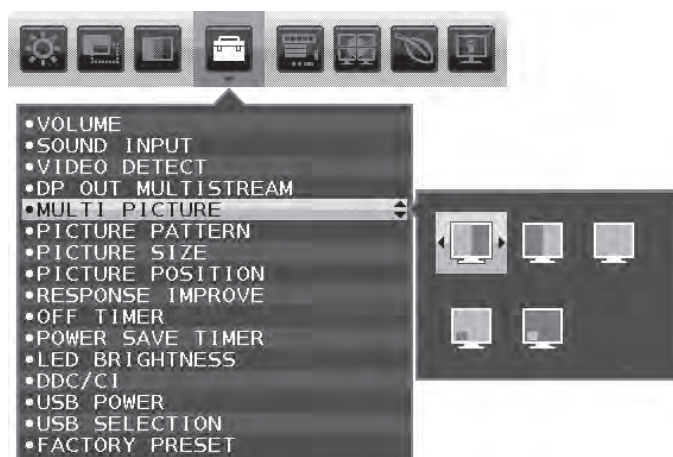 •VOLUME
•SOUND INPUT
•VIDEO DETECT
•DP OUT MULTISTREAM
•MULTI PICTURE
•PICTURE PATTERN
•PICTURE SIZE
•PICTURE POSITION
•RESPONSE IMPROVE
•OFF TIMER
•POWER SAVE TIMER
•LED BRIGHTNESS
•DDC/CI
•USB POWER
•USB SELECTION
•FACTORY PRESET